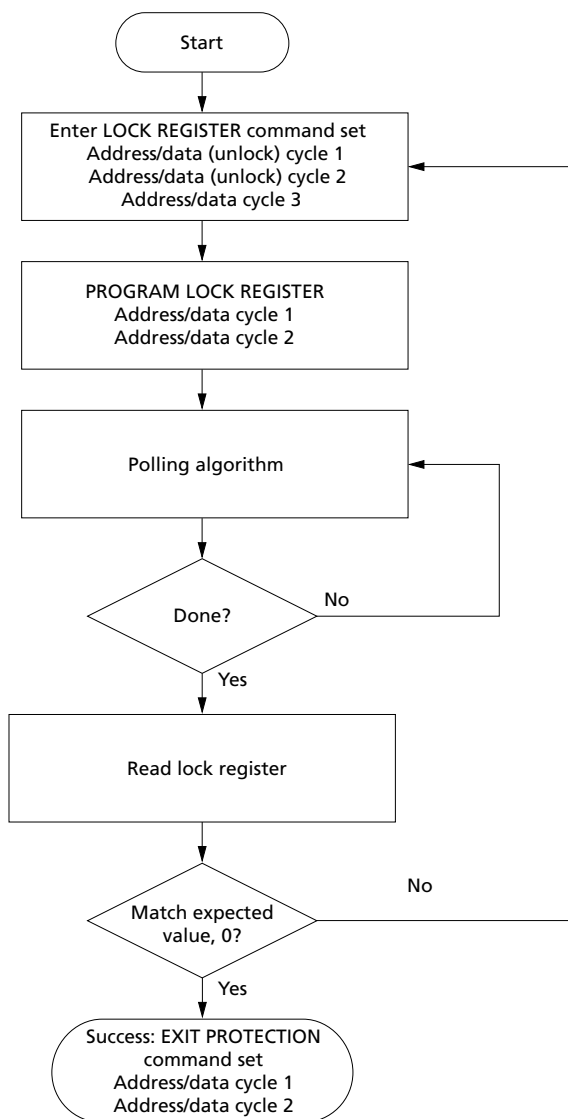 Start
Enter LOCK REGISTER command set
Address/data (unlock) cycle 1
Address/data (unlock) cycle 2
Address/data cycle 3
PROGRAM LOCK REGISTER
Address/data cycle 1
Address/data cycle 2
Polling algorithm
Done?
No
Yes
Read lock register
Match expected
value, 0?
No
Yes
Success: EXIT PROTECTION
command set
Address/data cycle 1
Address/data cycle 2